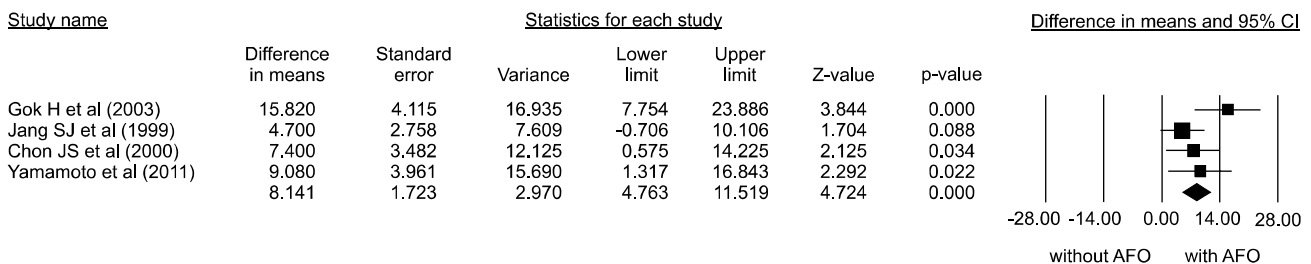 Study name Statistics for each study Difference in means and 95% CI
Difference in means Standard error Variance Lower limit Upper limit Z-value p-value
Gok H et al (2003) 15.820 4.115 16.935 7.754 23.886 3.844 0.000
Jang SJ et al (1999) 4.700 2.758 7.609 -0.706 10.106 1.704 0.088
Chon JS et al (2000) 7.400 3.482 12.125 0.575 14.225 2.125 0.034
Yamamoto et al (2011) 9.080 3.961 15.690 1.317 16.843 2.292 0.022
8.141 1.723 2.970 4.763 11.519 4.724 0.000
-28.00 -14.00 0.00 14.00 28.00
without AFO with AFO